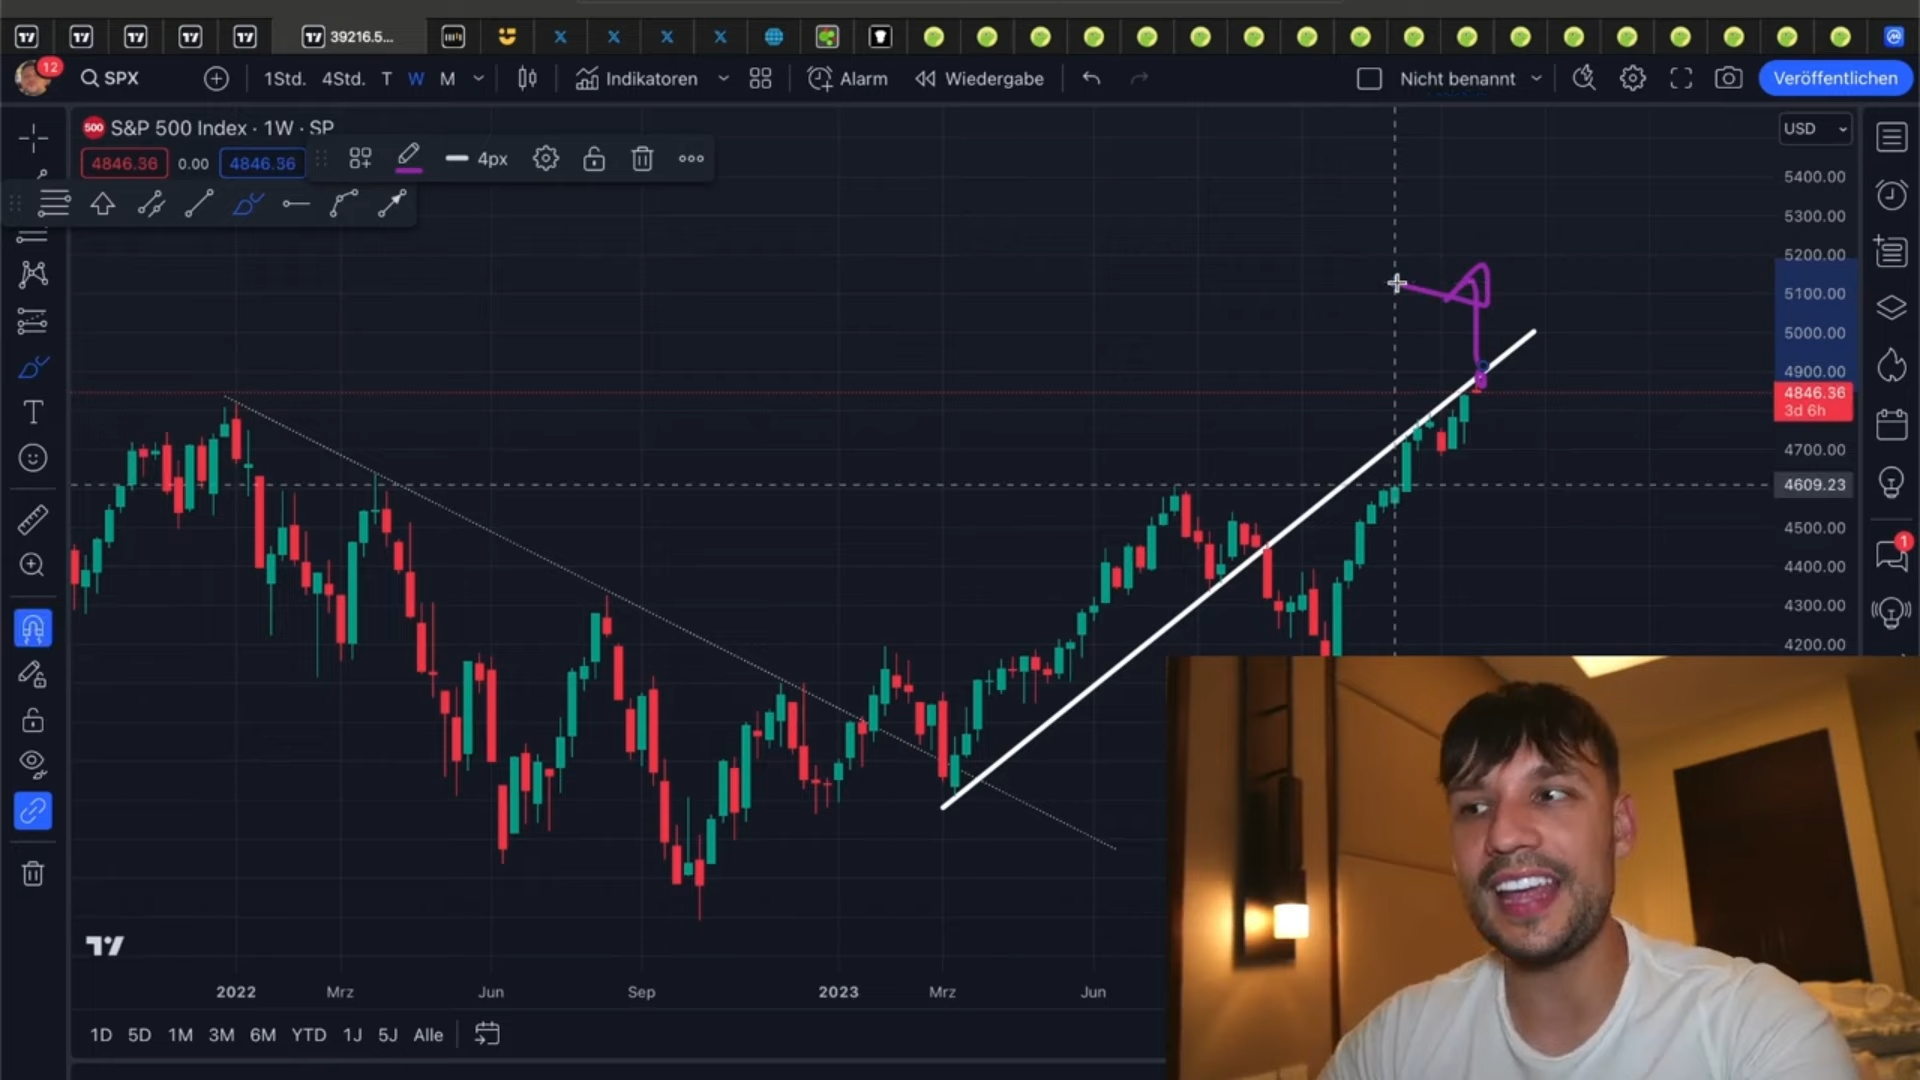 39216.5...
12
SPX
1Std.
4Std.
T
W
M
Indikatoren
Alarm
Wiedergabe
Nicht benannt
Veröffentlichen
500
S&P 500 Index · 1W · SP
USD
4846.36
0.00
4846.36
4px
5400.00
5300.00
5200.00
5100.00
5000.00
4900.00
4846.36
3d 6h
4700.00
4609.23
4500.00
4400.00
4300.00
4200.00
1
2022
Mrz
Jun
Sep
2023
Mrz
Jun
1D
5D
1M
3M
6M
YTD
1J
5J
Alle